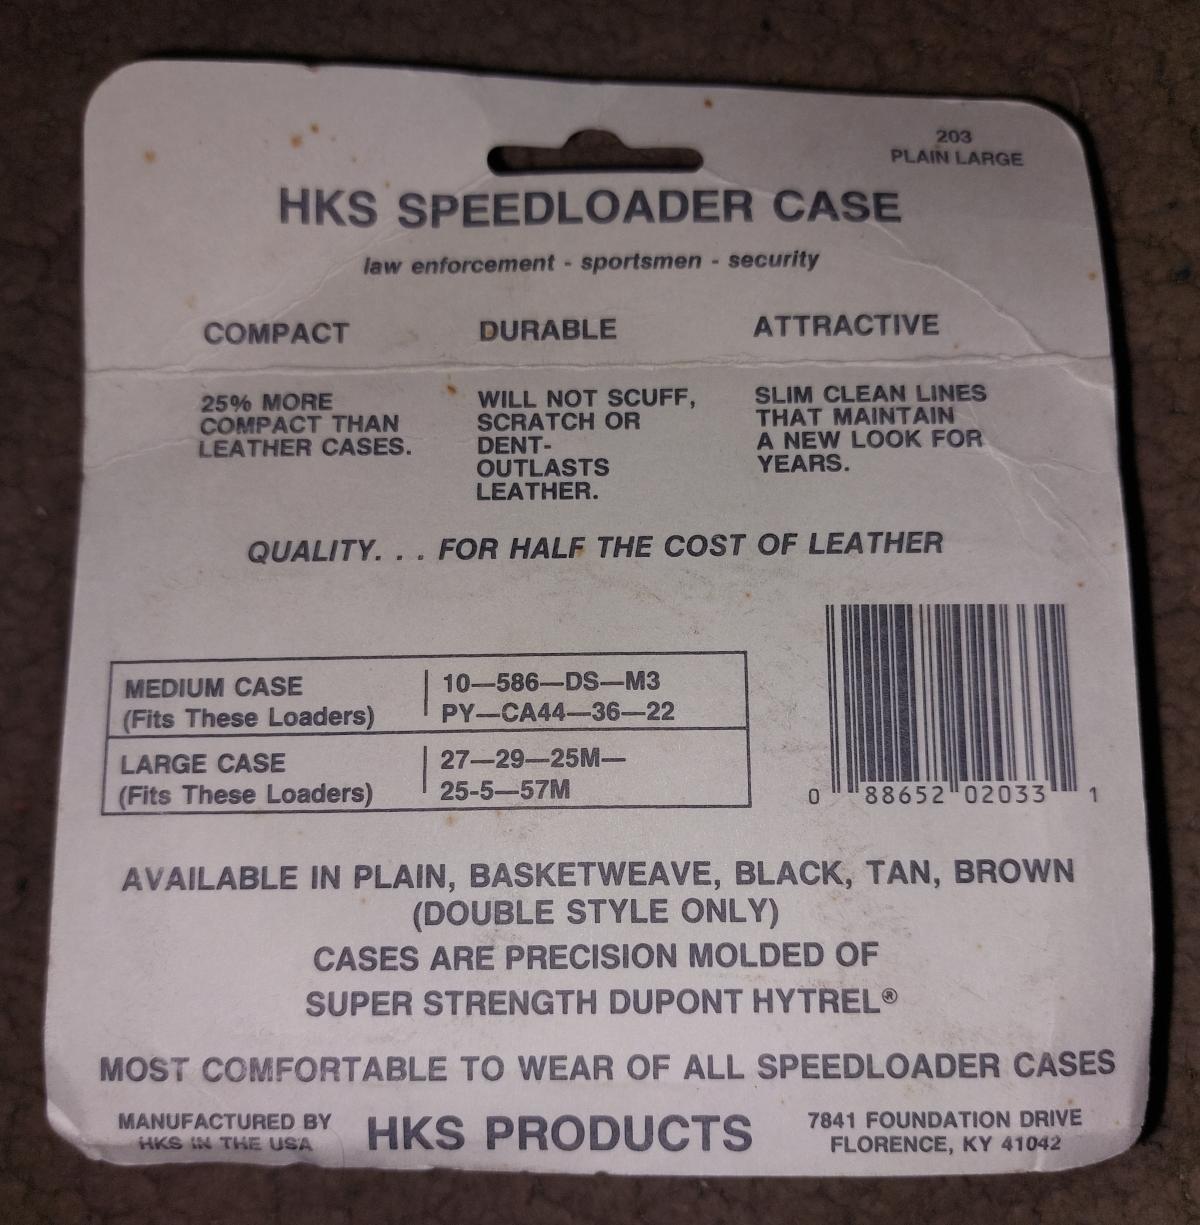 203
PLAIN LARGE
HKS SPEEDLOADER CASE
law enforcement - sportsmen - security
COMPACT
25% MORE
COMPACT THAN
LEATHER CASES.
DURABLE
WILL NOT SCUFF,
SCRATCH OR
DENT-
OUTLASTS
LEATHER.
ATTRACTIVE
SLIM CLEAN LINES
THAT MAINTAIN
A NEW LOOK FOR
YEARS.
QUALITY. . . FOR HALF THE COST OF LEATHER
MEDIUM CASE
(Fits These Loaders)
10—586—DS—M3
PY—CA44—36—22
LARGE CASE
(Fits These Loaders)
27—29—25M—
25-5—57M
0 88652 02033 1
AVAILABLE IN PLAIN, BASKETWEAVE, BLACK, TAN, BROWN
(DOUBLE STYLE ONLY)
CASES ARE PRECISION MOLDED OF
SUPER STRENGTH DUPONT HYTREL®
MOST COMFORTABLE TO WEAR OF ALL SPEEDLOADER CASES
MANUFACTURED BY
HKS IN THE USA
HKS PRODUCTS
7841 FOUNDATION DRIVE
FLORENCE, KY 41042